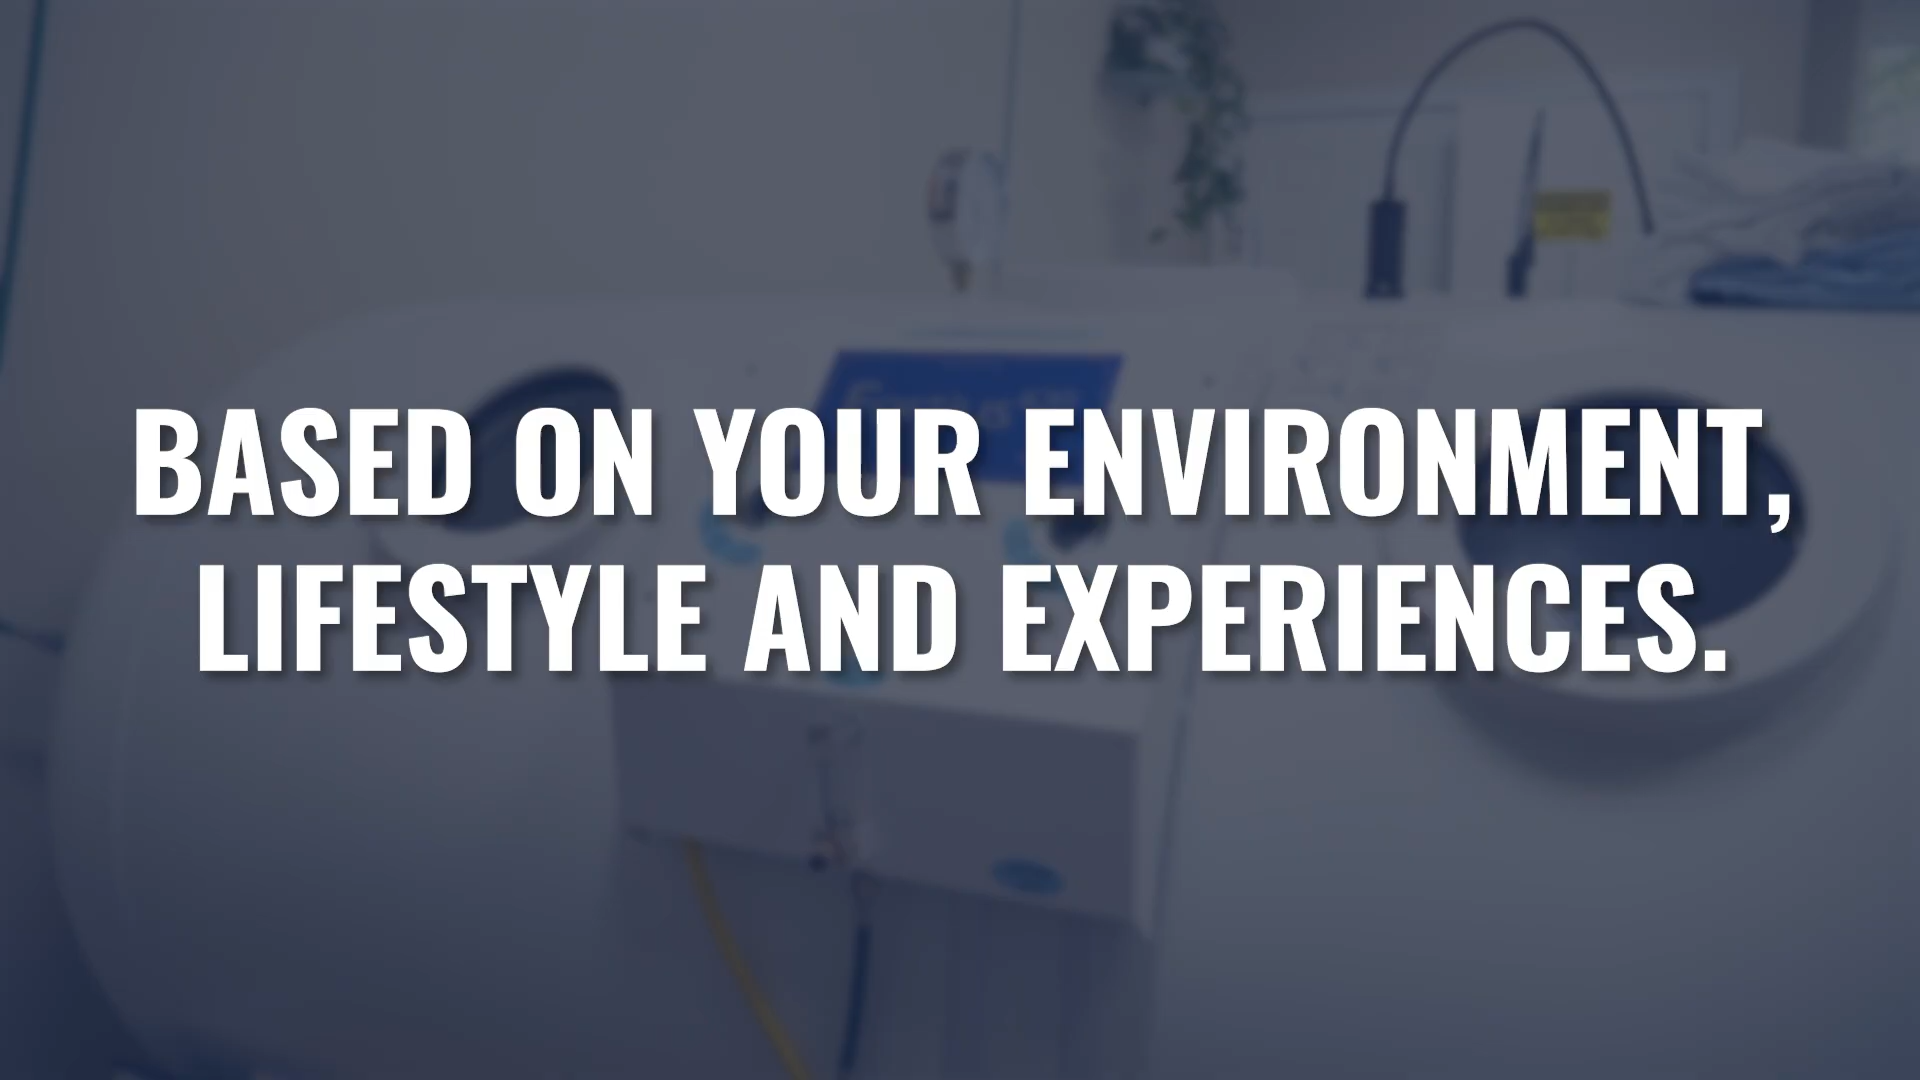 BASED ON YOUR ENVIRONMENT,
LIFESTYLE AND EXPERIENCES.